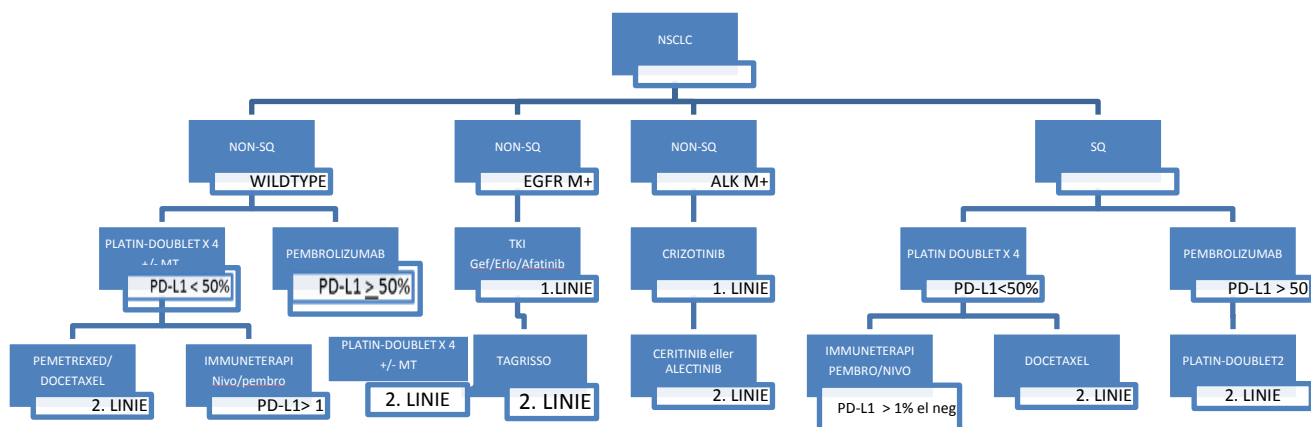 NSCLC
NON-SQ
WILDTYPE
NON-SQ
EGFR M+
NON-SQ
ALK M+
SQ
PLATIN-DOUBLET X 4
+/- MT
PD-L1 < 50%
PEMBROLIZUMAB
PD-L1 > 50%
TKI
Gef/Erlo/Afatinib
1.LINIE
CRIZOTINIB
1. LINIE
PLATIN DOUBLET X 4
PD-L1<50%
PEMBROLIZUMAB
PD-L1 > 50
PEMETREXED/
DOCETAXEL
2. LINIE
IMMUNETERAPI
Nivo/pembro
PD-L1> 1
PLATIN-DOUBLET X 4
+/- MT
2. LINIE
TAGRISSO
2. LINIE
CERITINIB eller
ALECTINIB
2. LINIE
IMMUNETERAPI
PEMBRO/NIVO
PD-L1 > 1% el neg
DOCETAXEL
2. LINIE
PLATIN-DOUBLET2
2. LINIE